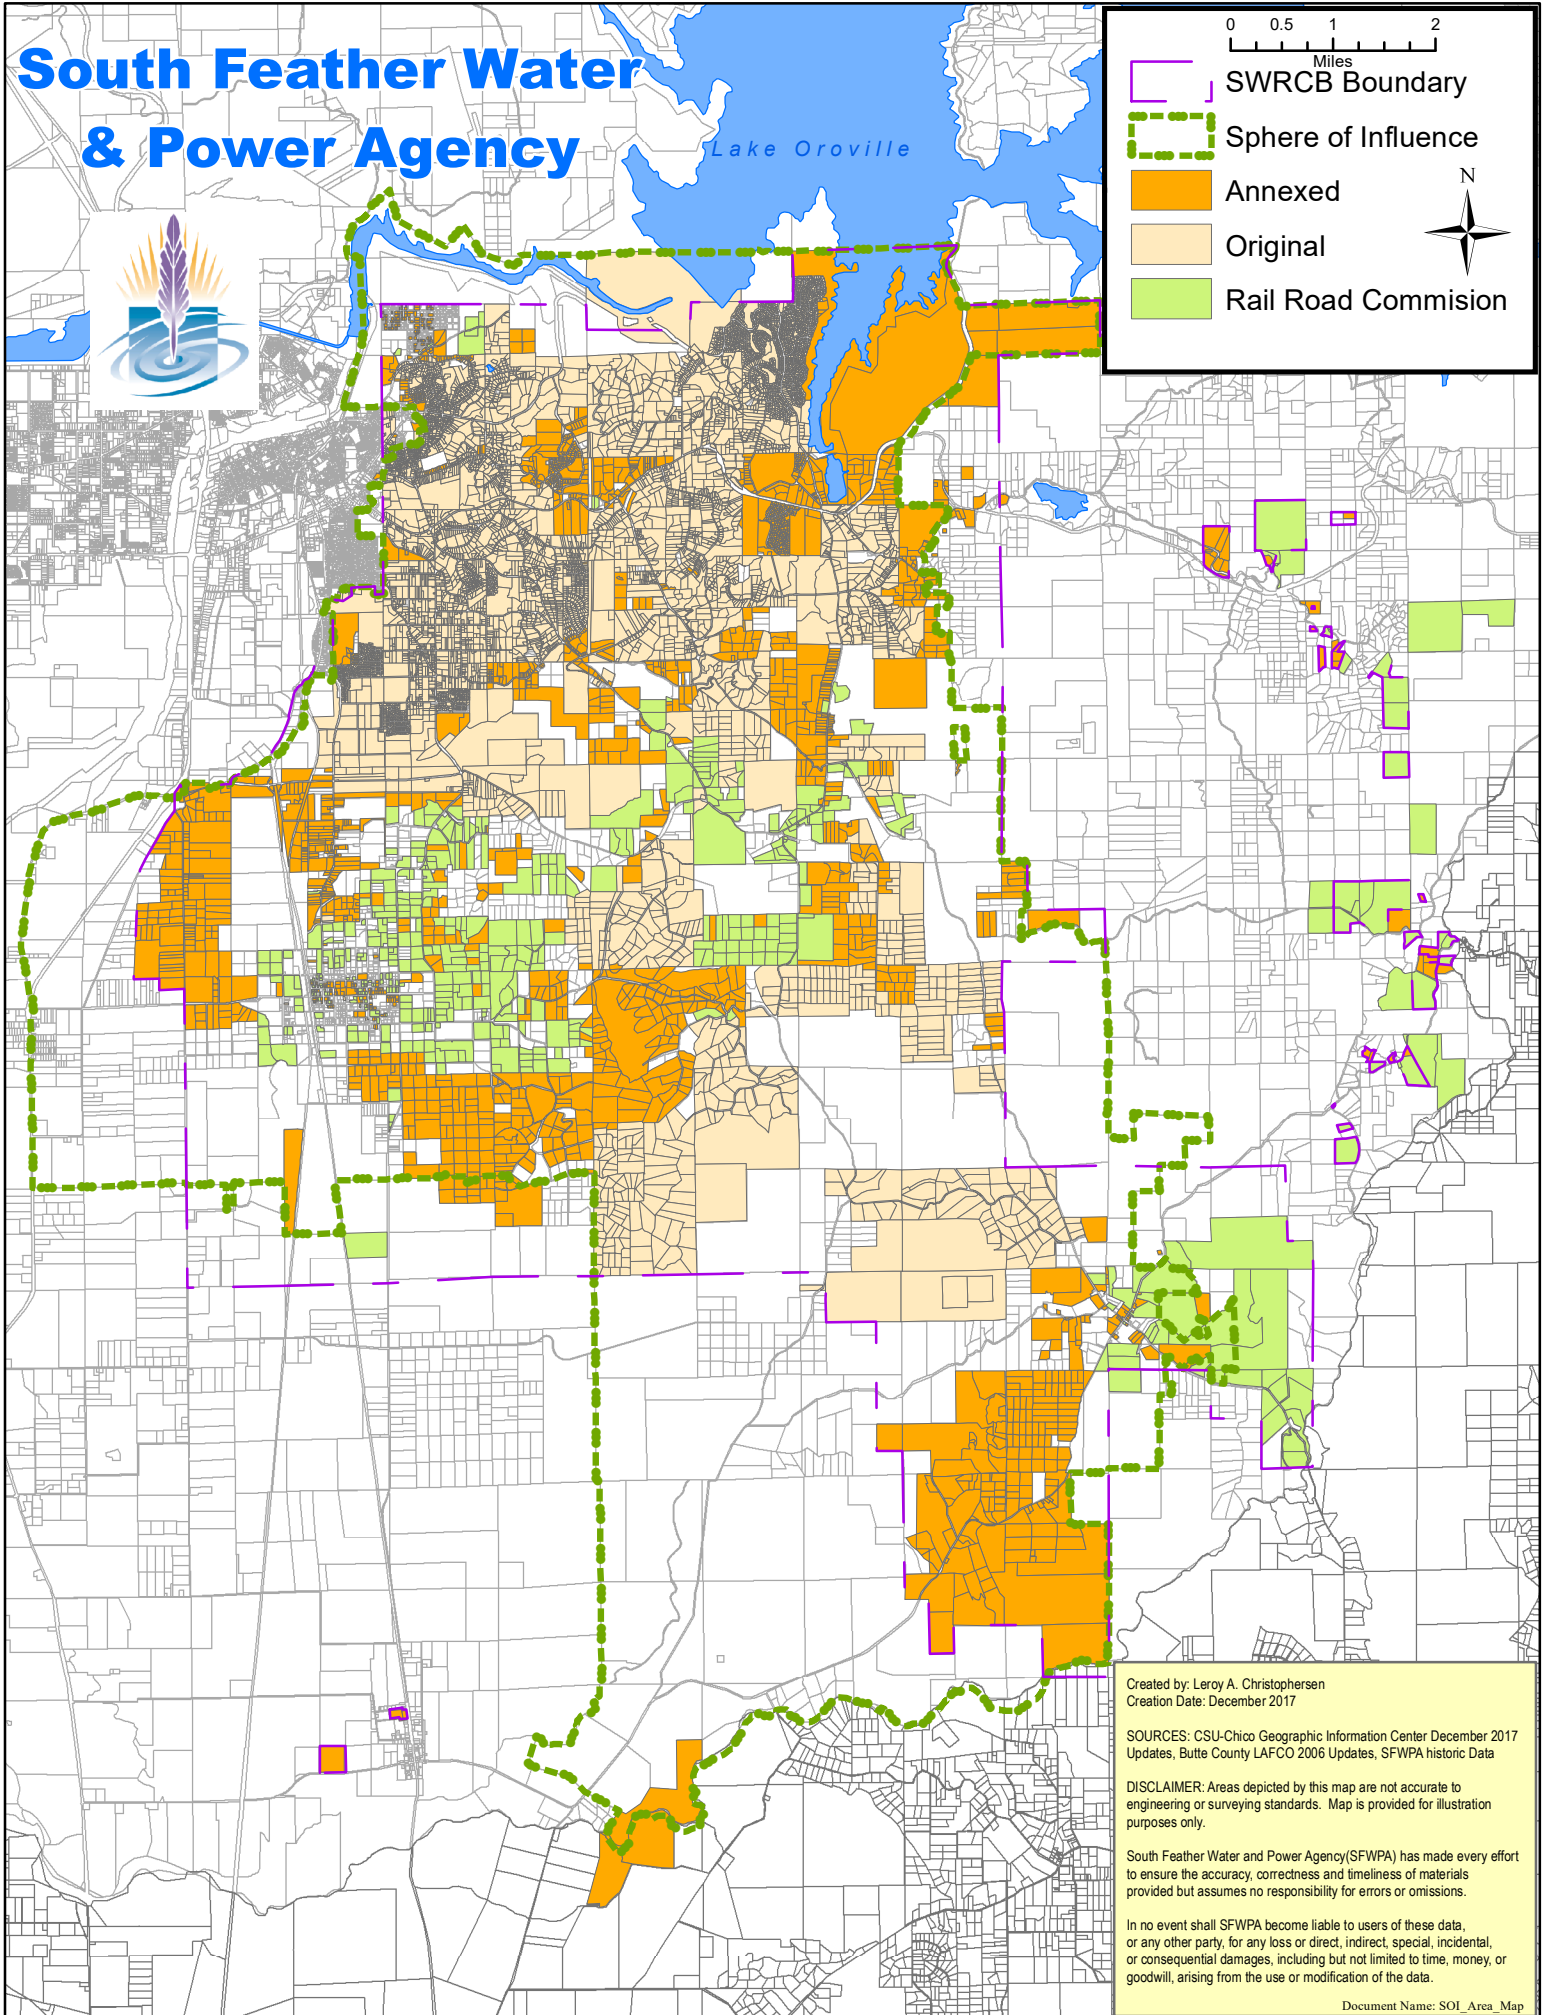 South Feather Water
& Power Agency
Lake Oroville
0 0.5 1 2
Miles
SWRCB Boundary
Sphere of Influence
Annexed
Original
Rail Road Commision
N
Created by: Leroy A. Christophersen
Creation Date: December 2017
SOURCES: CSU-Chico Geographic Information Center December 2017
Updates, Butte County LAFCO 2006 Updates, SFWPA historic Data
DISCLAIMER: Areas depicted by this map are not accurate to
engineering or surveying standards. Map is provided for illustration
purposes only.
South Feather Water and Power Agency(SFWPA) has made every effort
to ensure the accuracy, correctness and timeliness of materials
provided but assumes no responsibility for errors or omissions.
In no event shall SFWPA become liable to users of these data,
or any other party, for any loss or direct, indirect, special, incidental,
or consequential damages, including but not limited to time, money, or
goodwill, arising from the use or modification of the data.
Document Name: SOI_Area_Map